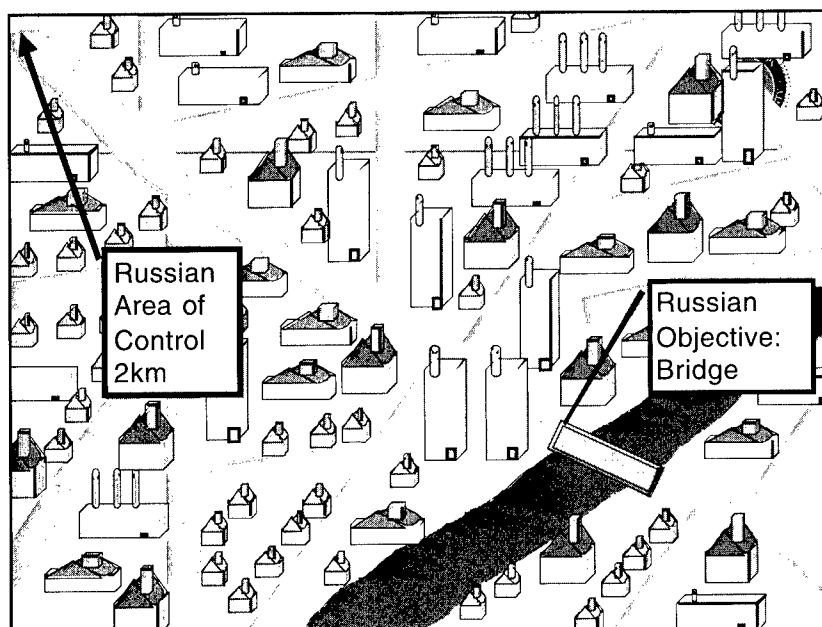 Russian
Area of
Control
2km
Russian
Objective:
Bridge